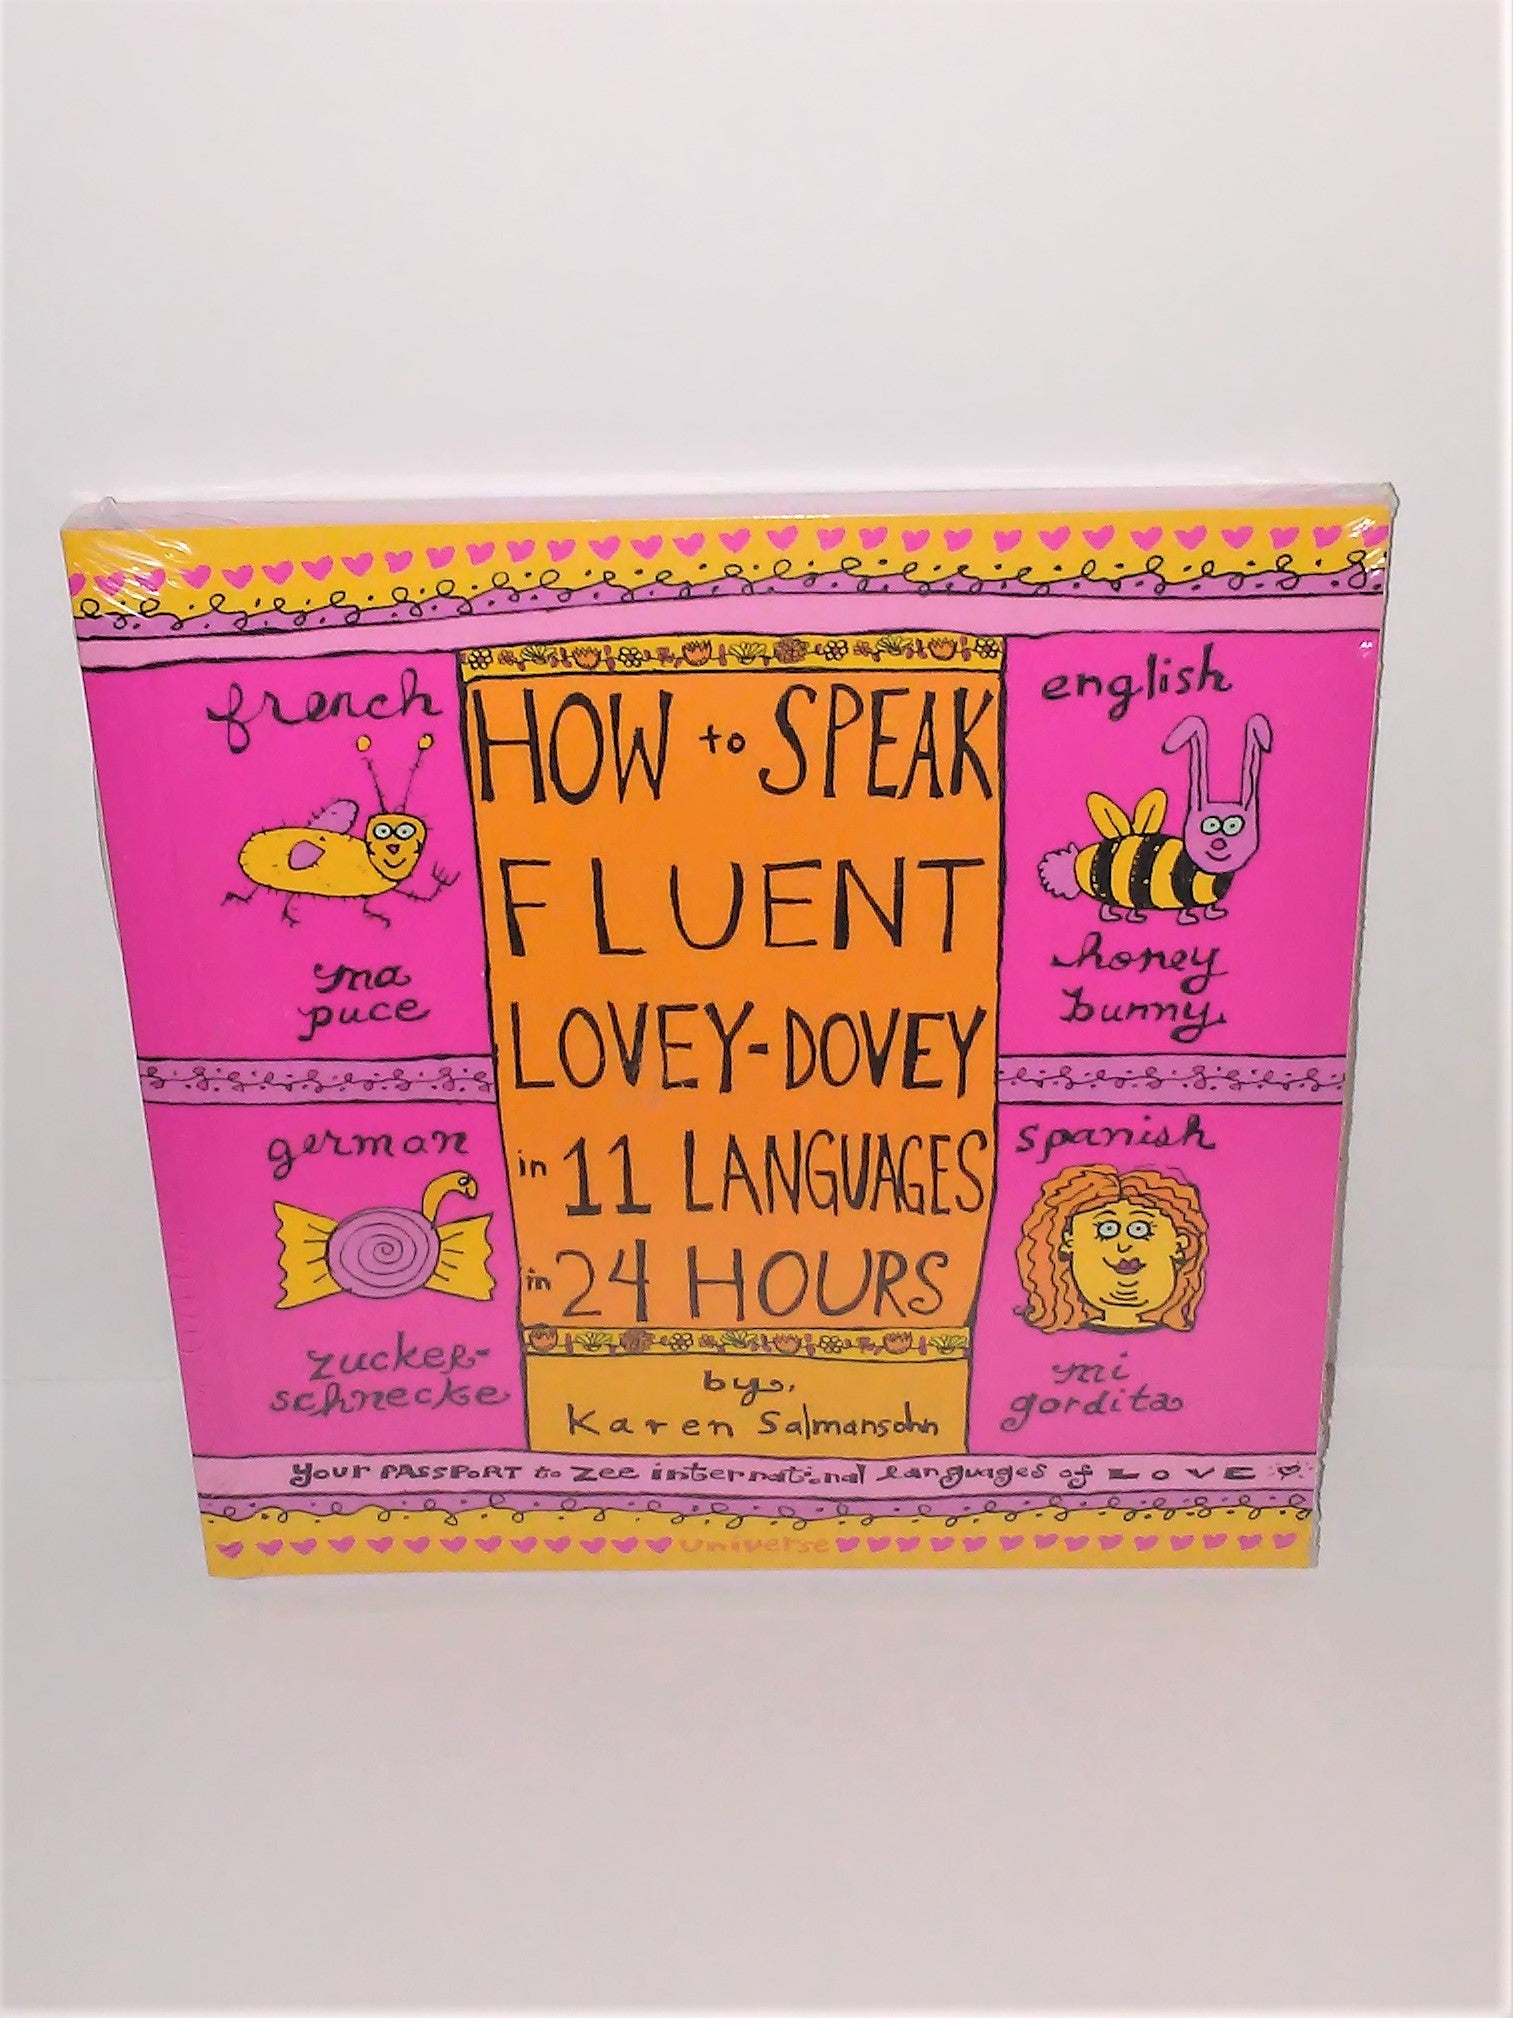 french
ma
puce
HOW to SPEAK
FLUENT
LOVEY-DOVEY
in 11 LANGUAGES
in 24 HOURS
by,
Karen Salmansohn
english
honey
bunny
german
zucker-
schnecke
spanish
mi
gordita
your PASSPORT to zee international languages of LOVE
Universe